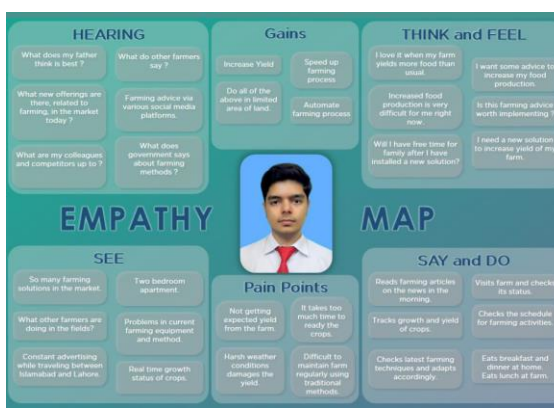 HEARING
What does my father
think is best ?
What do other farmers
say ?
What new offerings are
there, related to
farming, in the market
today ?
Farming advice via
various social media
platforms.
What are my colleagues
and competitors up to ?
What does
government says
about farming
methods ?
Gains
Increase Yield
Speed up
farming
process
Do all of the
above in limited
area of land.
Automate
farming process
THINK and FEEL
I love it when my farm
yields more food than
usual.
I want some advice to
increase my food
production.
Increased food
production is very
difficult for me right
now.
Is this farming advice
worth implementing ?
Will I have free time for
family after I have
installed a new solution?
I need a new solution
to increase yield of my
farm.
EMPATHY MAP
SEE
So many farming
solutions in the market.
Two bedroom
apartment.
What other farmers are
doing in the fields?
Problems in current
farming equipment
and method.
Constant advertising
while traveling between
Islamabad and Lahore.
Real time growth
status of crops.
Pain Points
Not getting
expected yield
from the farm.
It takes too
much time to
ready the
crops.
Harsh weather
conditions
damages the
yield.
Difficult to
maintain farm
regularly using
traditional
methods.
SAY and DO
Reads farming articles
on the news in the
morning.
Visits farm and checks
its status.
Tracks growth and yield
of crops.
Checks the schedule
for farming activities.
Checks latest farming
techniques and adapts
accordingly.
Eats breakfast and
dinner at home.
Eats lunch at farm.